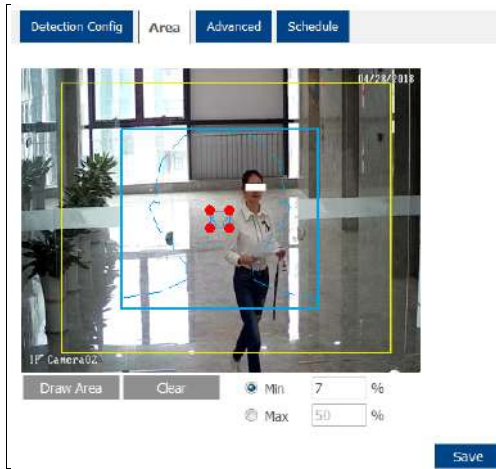 Detection Config Area Advanced Schedule
04/28/2018
IP Camera02
Draw Area Clear Min 7 %
Max 50 %
Save